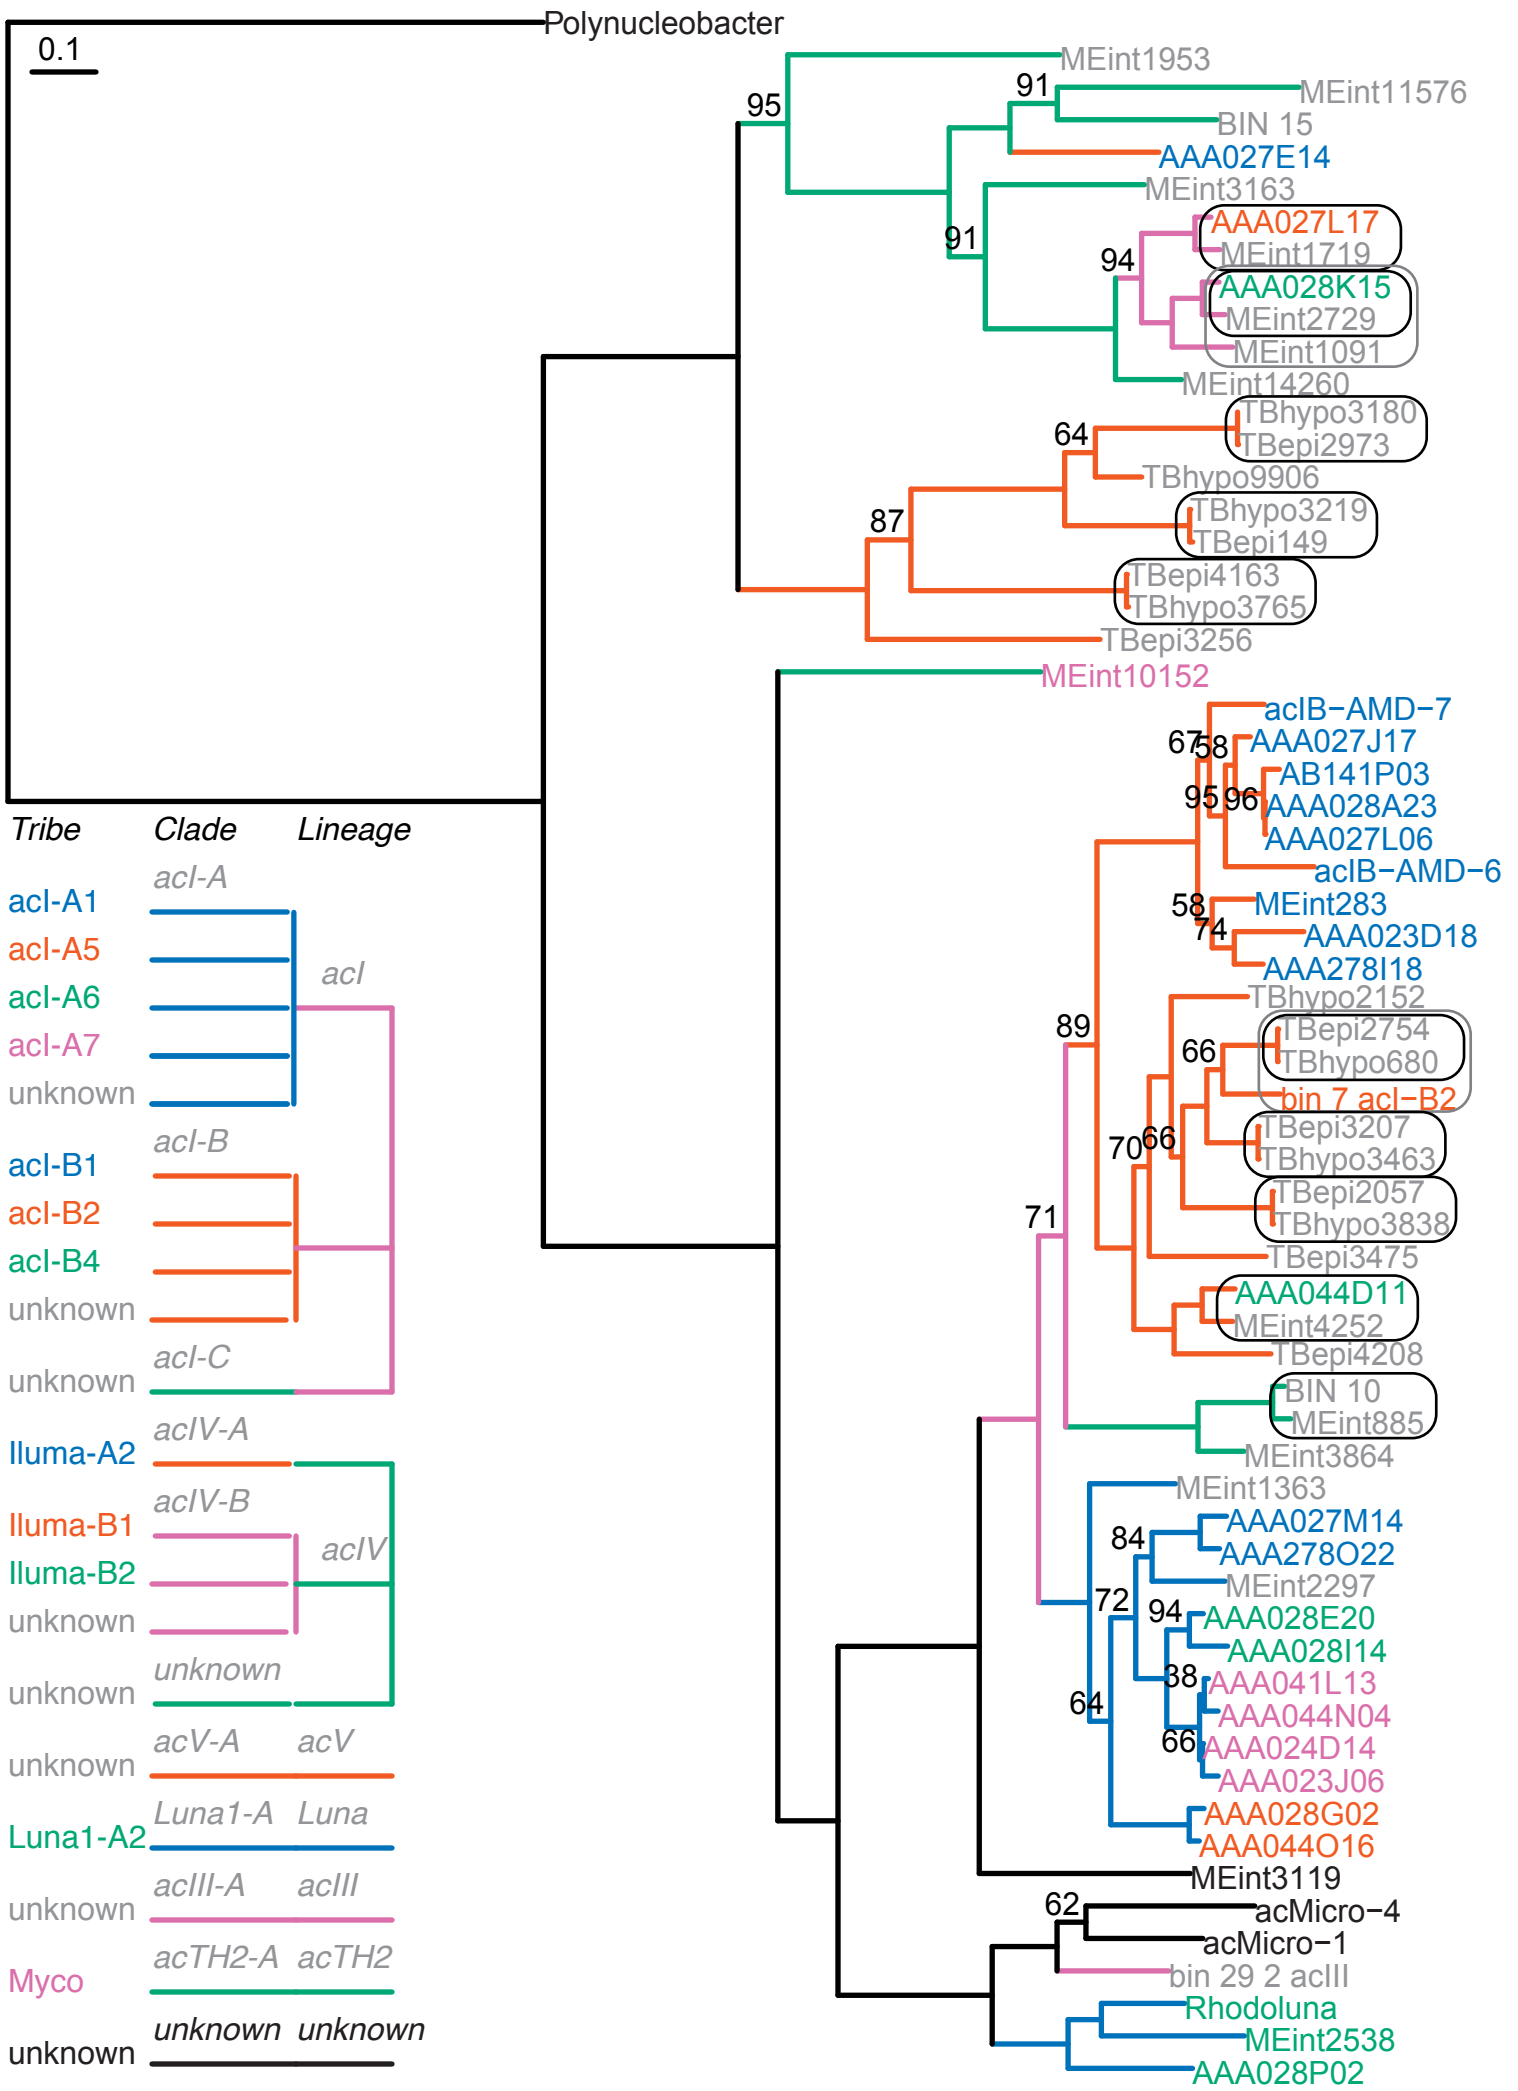 Polynucleobacter
0.1
MEint1953
95
91
MEint11576
BIN 15
AAA027E14
MEint3163
91
AAA027L17
MEint1719
94
AAA028K15
MEint2729
MEint1091
MEint14260
TBhypo3180
64
TBepi2973
TBhypo9906
TBhypo3219
87
TBepi149
TBepi4163
TBhypo3765
TBepi3256
MEint10152
acIB−AMD−7
67
58
AAA027J17
AB141P03
95
96
AAA028A23
AAA027L06
acIB−AMD−6
58
MEint283
74
AAA023D18
AAA278I18
TBhypo2152
89
TBepi2754
66
TBhypo680
bin 7 acI−B2
TBepi3207
70
66
TBhypo3463
TBepi2057
71
TBhypo3838
TBepi3475
AAA044D11
MEint4252
TBepi4208
BIN 10
MEint885
MEint3864
MEint1363
AAA027M14
84
AAA278O22
MEint2297
72
94
AAA028E20
AAA028I14
38
AAA041L13
64
AAA044N04
66
AAA024D14
AAA023J06
AAA028G02
AAA044O16
MEint3119
62
acMicro−4
acMicro−1
bin 29 2 acIII
Rhodoluna
MEint2538
AAA028P02
Tribe Clade Lineage
acI-A
acI-A1
acI-A5
acI
acI-A6
acI-A7
unknown
acI-B
acI-B1
acI-B2
acI-B4
unknown
acI-C
unknown
acIV-A
Iluma-A2
acIV-B
Iluma-B1
acIV
Iluma-B2
unknown
unknown
unknown
acV-A acV
unknown
Luna1-A Luna
Luna1-A2
acIII-A acIII
unknown
acTH2-A acTH2
Myco
unknown unknown
unknown